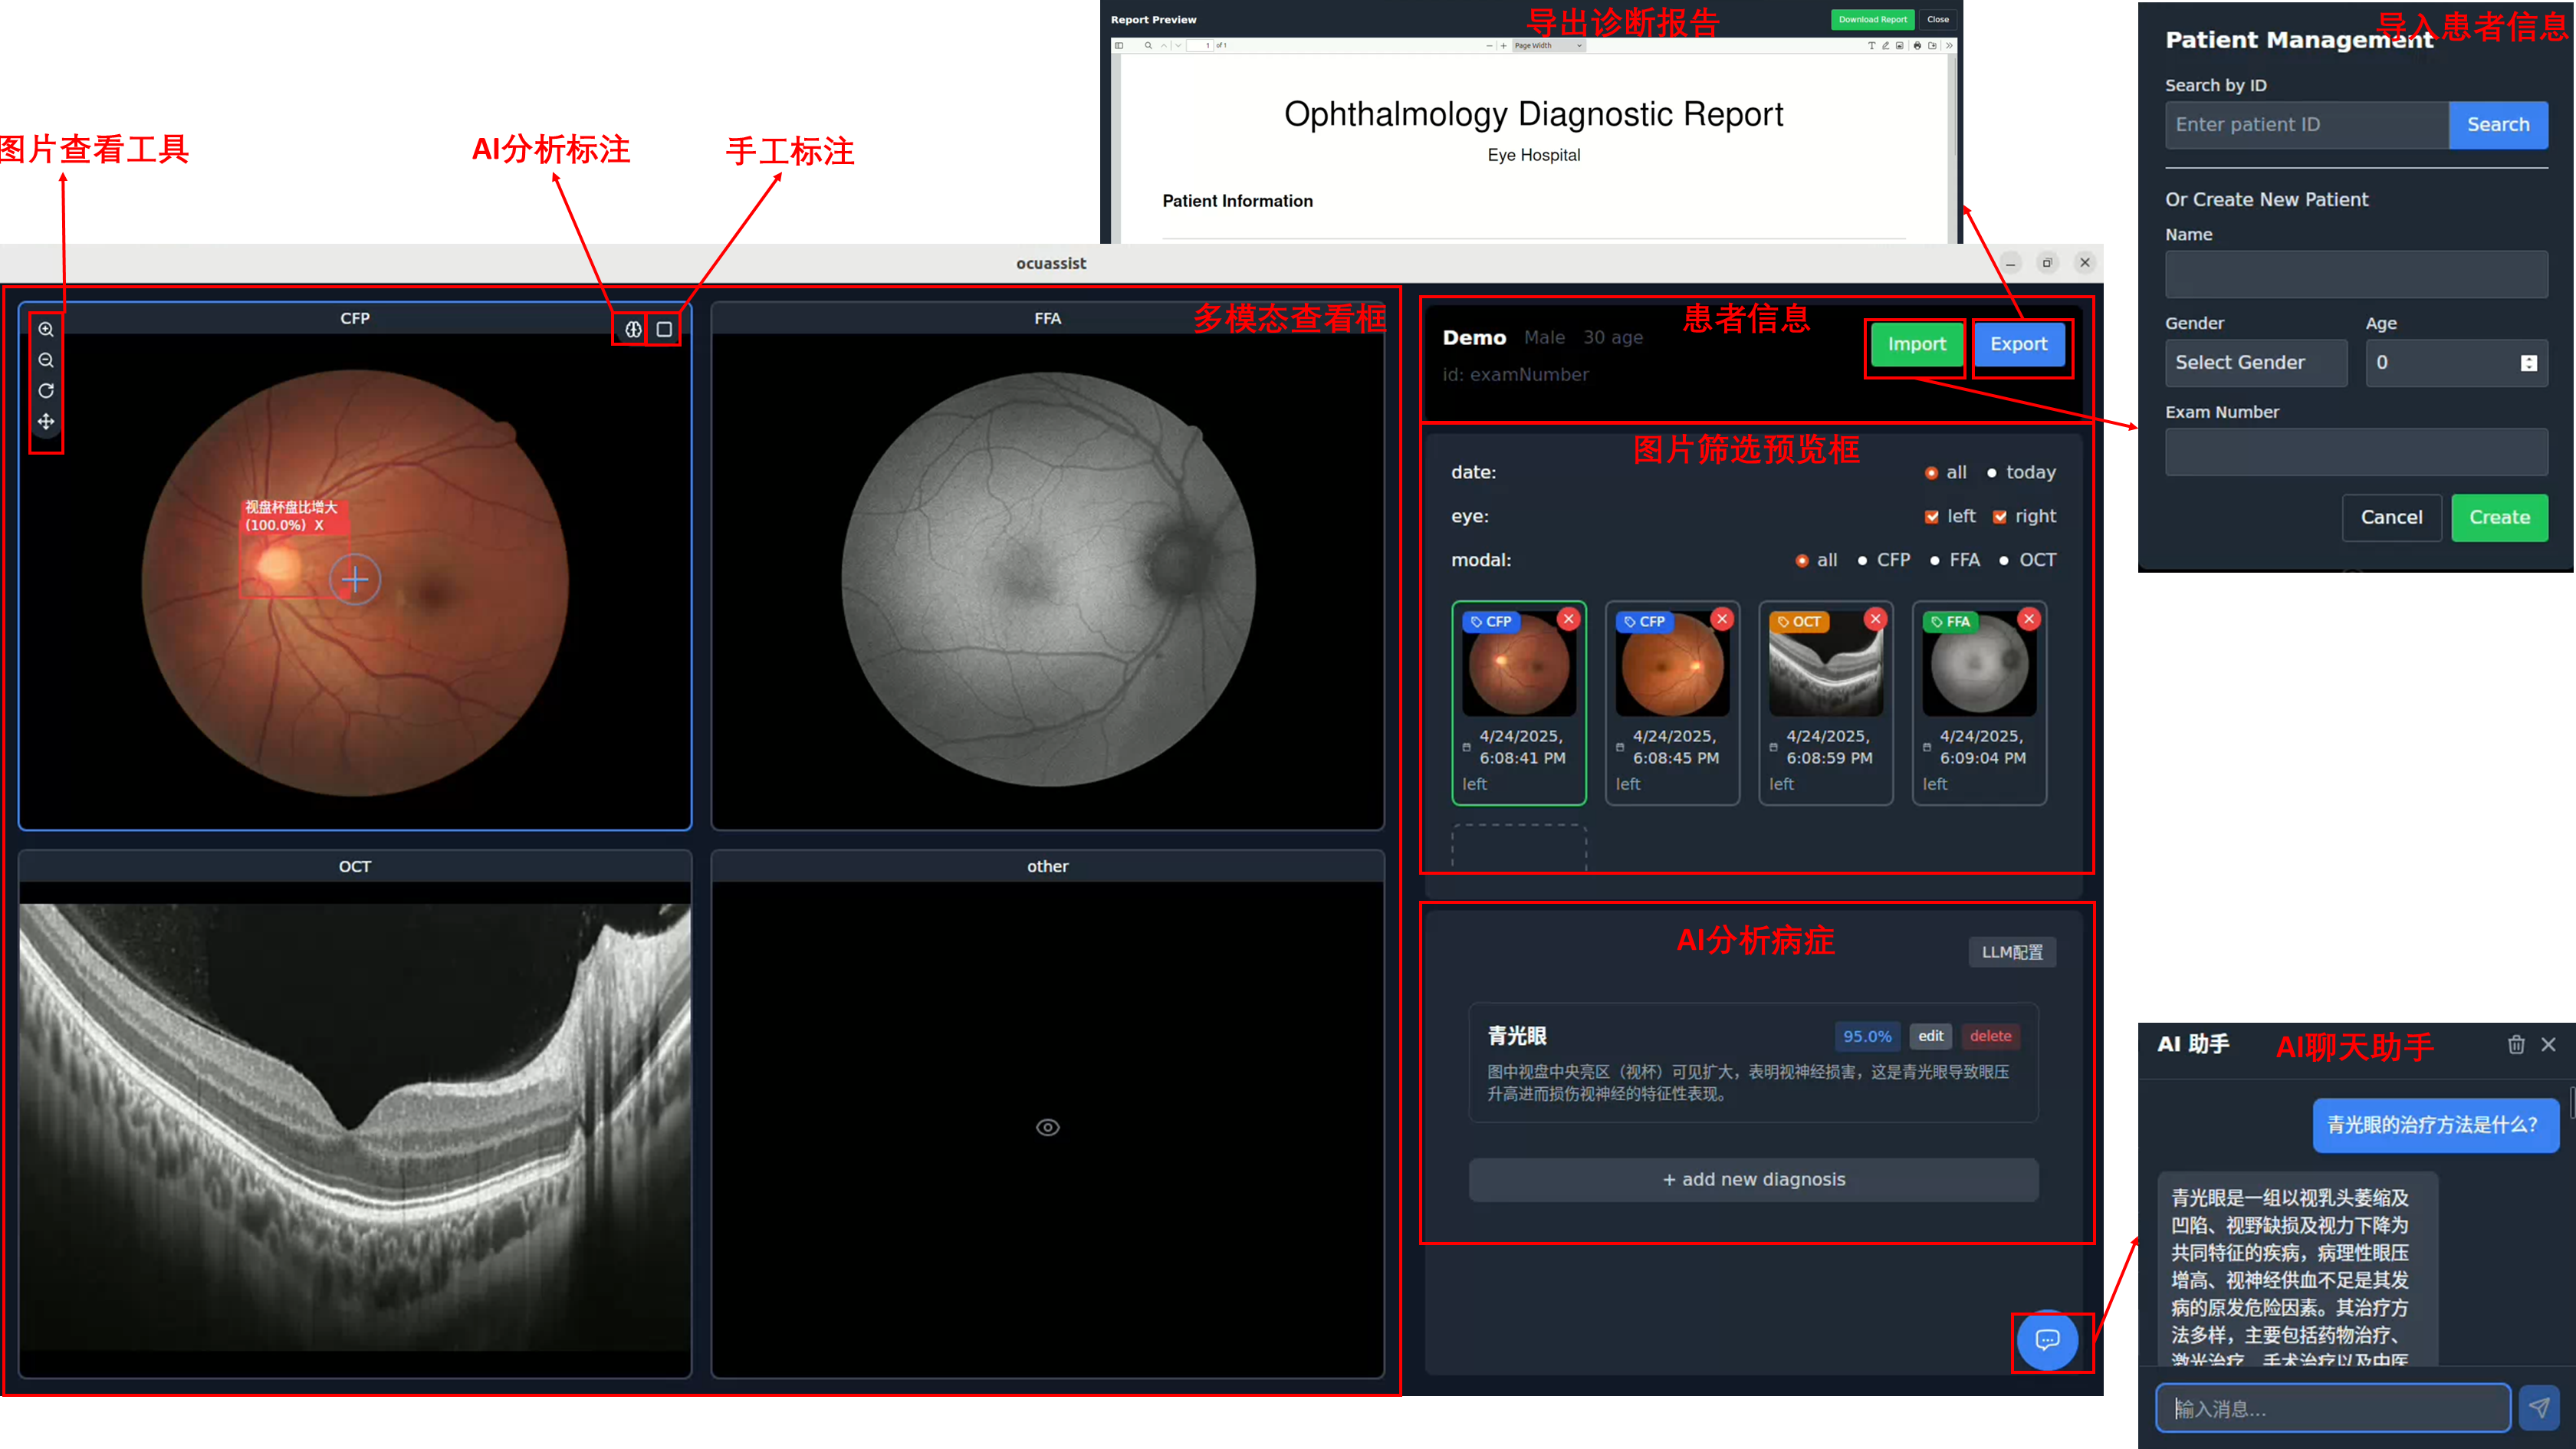 Report Preview
导出诊断报告
Download Report
Close
1 of 1
Page Width
Ophthalmology Diagnostic Report
Eye Hospital
Patient Information
导入患者信息
Patient Management
Search by ID
Enter patient ID
Search
Or Create New Patient
Name
Gender
Age
Select Gender
0
Exam Number
Cancel
Create
图片查看工具
AI分析标注
手工标注
ocuassist
多模态查看框
CFP
视盘杯盘比增大
(100.0%) X
FFA
OCT
other
患者信息
Demo Male 30 age
id: examNumber
Import
Export
图片筛选预览框
date:
all today
eye:
left right
modal:
all CFP FFA OCT
CFP
4/24/2025,
6:08:41 PM
left
CFP
4/24/2025,
6:08:45 PM
left
OCT
4/24/2025,
6:08:59 PM
left
FFA
4/24/2025,
6:09:04 PM
left
AI分析病症
LLM配置
青光眼
95.0%
edit
delete
图中视盘中央亮区（视杯）可见扩大，表明视神经损害，这是青光眼导致眼压
升高进而损伤视神经的特征性表现。
+ add new diagnosis
AI 助手
AI聊天助手
青光眼的治疗方法是什么？
青光眼是一组以视乳头萎缩及
凹陷、视野缺损及视力下降为
共同特征的疾病，病理性眼压
增高、视神经供血不足是其发
病的原发危险因素。其治疗方
法多样，主要包括药物治疗、
激光治疗、手术治疗以及中医
输入消息...